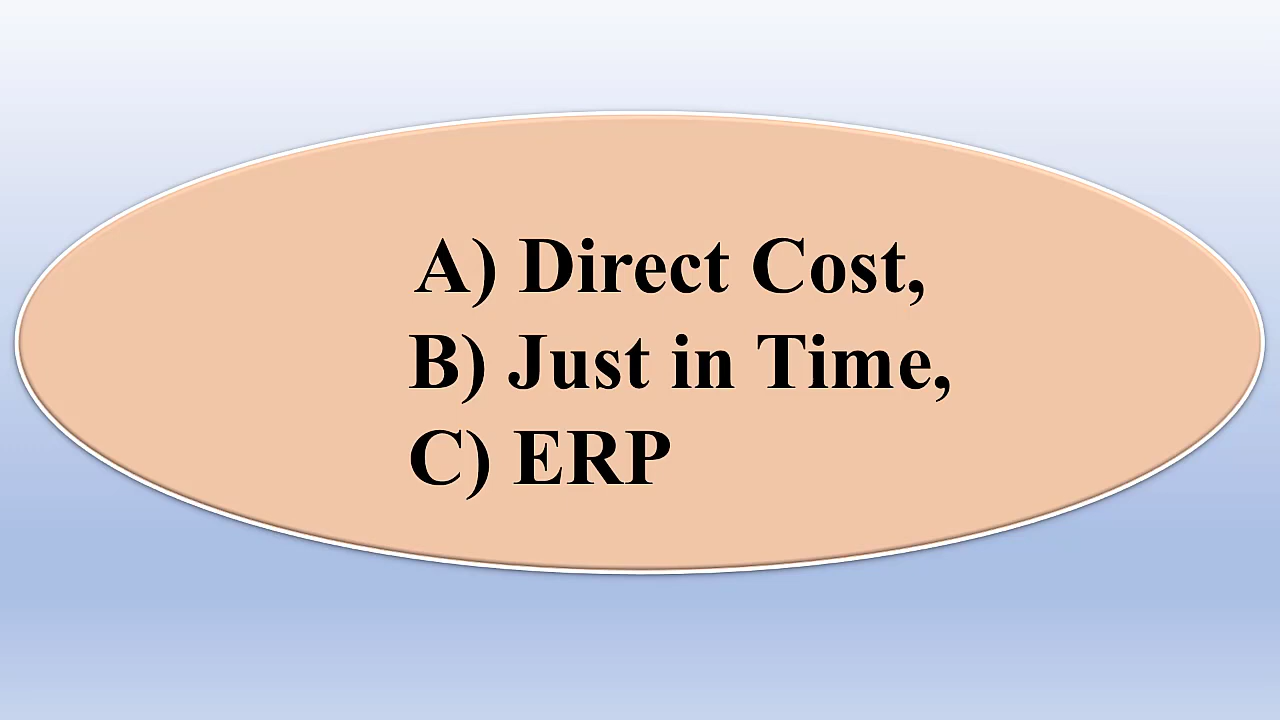 A) Direct Cost,
B) Just in Time,
C) ERP